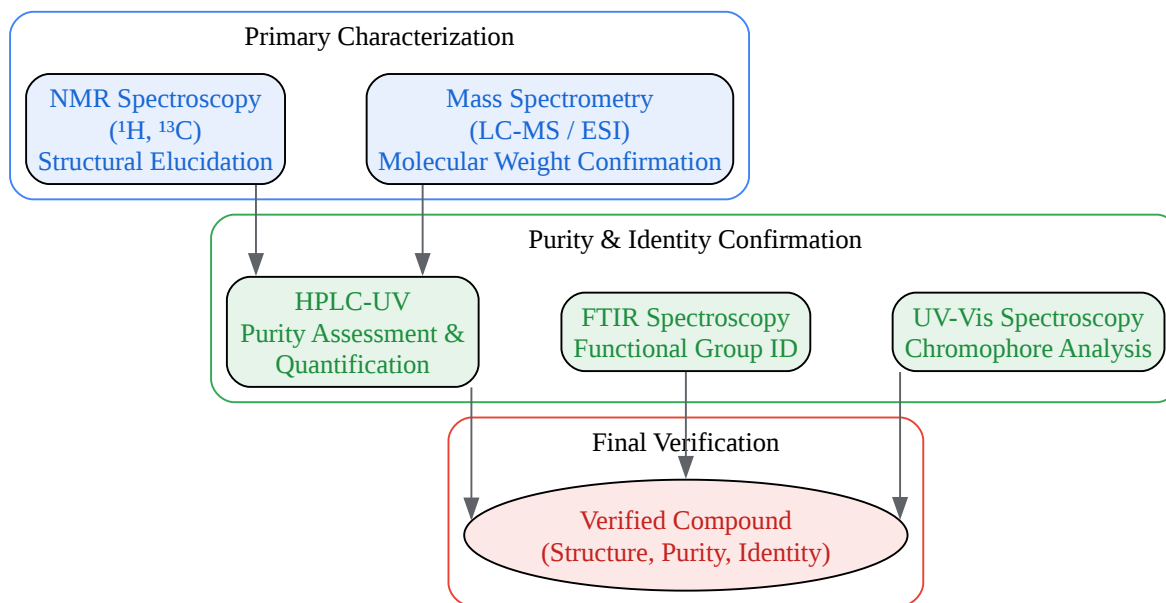 Primary Characterization
NMR Spectroscopy
(¹H, ¹³C)
Structural Elucidation
Mass Spectrometry
(LC-MS / ESI)
Molecular Weight Confirmation
Purity & Identity Confirmation
HPLC-UV
Purity Assessment &
Quantification
FTIR Spectroscopy
Functional Group ID
UV-Vis Spectroscopy
Chromophore Analysis
Final Verification
Verified Compound
(Structure, Purity, Identity)